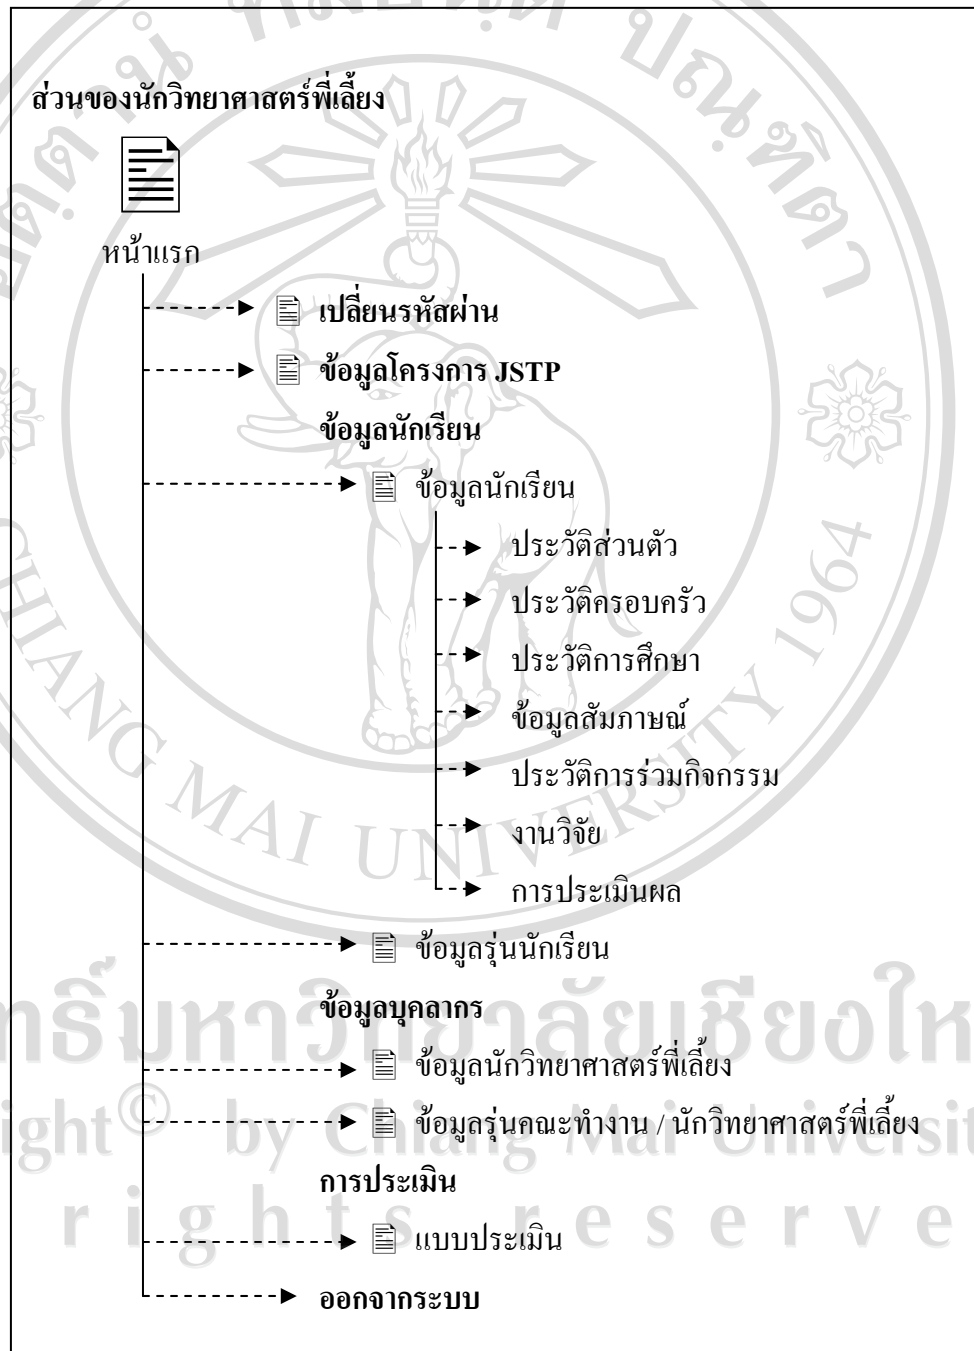 ส่วนของนักวิทยาศาสตร์พี่เลี้ยง
หน้าแรก
เปลี่ยนรหัสผ่าน
ข้อมูลโครงการ JSTP
ข้อมูลนักเรียน
ข้อมูลนักเรียน
ประวัติส่วนตัว
ประวัติครอบครัว
ประวัติการศึกษา
ข้อมูลสัมภาษณ์
ประวัติการร่วมกิจกรรม
งานวิจัย
การประเมินผล
ข้อมูลรุ่นนักเรียน
ข้อมูลบุคลากร
ข้อมูลนักวิทยาศาสตร์พี่เลี้ยง
ข้อมูลรุ่นคณะทำงาน / นักวิทยาศาสตร์พี่เลี้ยง
การประเมิน
แบบประเมิน
ออกจากระบบ
CHIANG MAI UNIVERSITY 1964
by Chiang Mai
rights